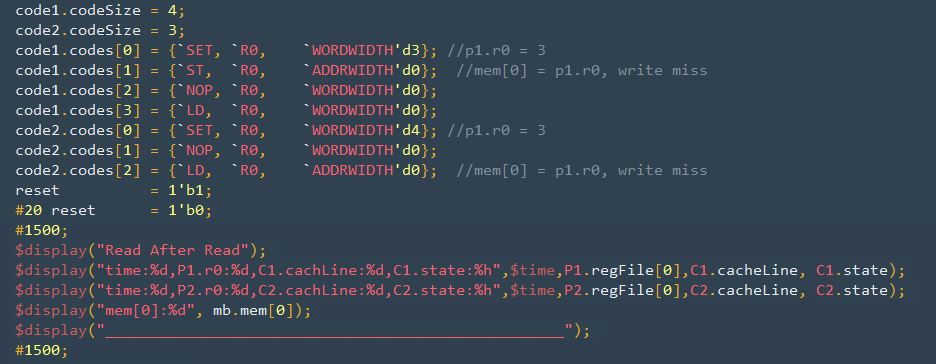 code1.codeSize = 4;
code2.codeSize = 3;
code1.codes[0] = {`SET, `R0,    `WORDWIDTH'd3}; //p1.r0 = 3
code1.codes[1] = {`ST,  `R0,    `ADDRWIDTH'd0};  //mem[0] = p1.r0, write miss
code1.codes[2] = {`NOP, `R0,    `WORDWIDTH'd0};
code1.codes[3] = {`LD,  `R0,    `ADDRWIDTH'd0};
code2.codes[0] = {`SET, `R0,    `WORDWIDTH'd4}; //p1.r0 = 3
code2.codes[1] = {`NOP, `R0,    `WORDWIDTH'd0};
code2.codes[2] = {`LD,  `R0,    `ADDRWIDTH'd0};  //mem[0] = p1.r0, write miss
reset          = 1'b1;
#20 reset      = 1'b0;
#1500;
$display("Read After Read");
$display("time:%d,P1.r0:%d,C1.cachLine:%d,C1.state:%h",$time,P1.regFile[0],C1.cacheLine, C1.state);
$display("time:%d,P2.r0:%d,C2.cachLine:%d,C2.state:%h",$time,P2.regFile[0],C2.cacheLine, C2.state);
$display("mem[0]:%d", mb.mem[0]);
$display("___________________________________________________");
#1500;